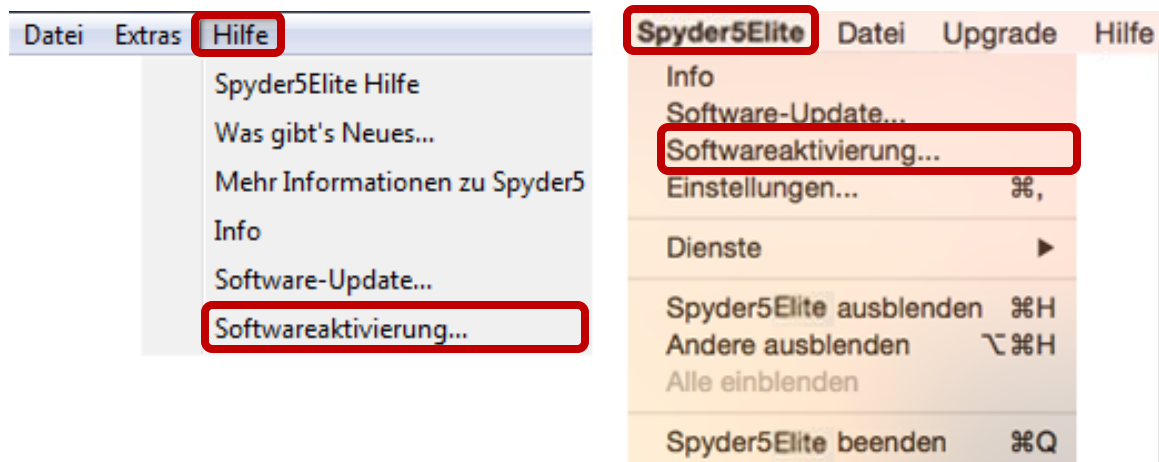 Datei Extras Hilfe
Spyder5Elite Hilfe
Was gibt's Neues...
Mehr Informationen zu Spyder5
Info
Software-Update...
Softwareaktivierung...
Spyder5Elite Datei Upgrade Hilfe
Info
Software-Update...
Softwareaktivierung...
Einstellungen... ⌘,
Dienste ▶
Spyder5Elite ausblenden ⌘H
Andere ausblenden ⌥⌘H
Alle einblenden
Spyder5Elite beenden ⌘Q